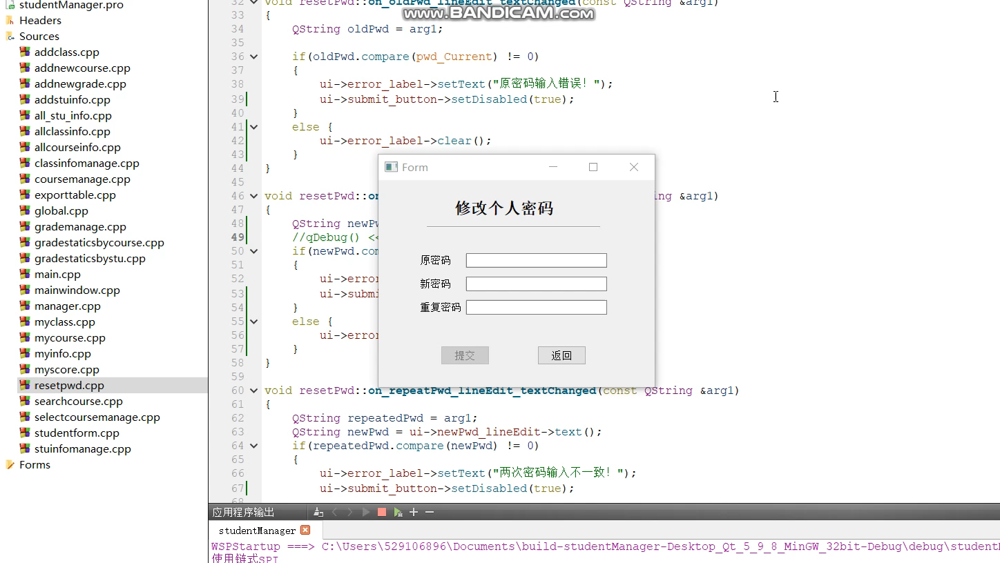 www.BANDICAM.com
studentManager.pro
Headers
Sources
addclass.cpp
addnewcourse.cpp
addnewgrade.cpp
addstuinfo.cpp
all_stu_info.cpp
allclassinfo.cpp
allcourseinfo.cpp
classinfomanage.cpp
coursemanage.cpp
exporttable.cpp
global.cpp
grademanage.cpp
gradestaticsbycourse.cpp
gradestaticsbystu.cpp
main.cpp
mainwindow.cpp
manager.cpp
myclass.cpp
mycourse.cpp
myinfo.cpp
myscore.cpp
resetpwd.cpp
searchcourse.cpp
selectcoursemanage.cpp
studentform.cpp
stuinfomanage.cpp
Forms
32 void resetPwd::on_oldPwd_lineEdit_textChanged(const QString &arg1)
33 {
34 QString oldPwd = arg1;
35
36 if(oldPwd.compare(pwd_Current) != 0)
37 {
38 ui->error_label->setText("原密码输入错误！");
39 ui->submit_button->setDisabled(true);
40 }
41 else {
42 ui->error_label->clear();
43 }
44 }
45
46 void resetPwd::on ing &arg1)
47 {
48 QString newPw
49 //qDebug() <<
50 if(newPwd.com
51 {
52 ui->error
53 ui->submi
54 }
55 else {
56 ui->error
57 }
58 }
59
60 void resetPwd::on_repeatPwd_lineEdit_textChanged(const QString &arg1)
61 {
62 QString repeatedPwd = arg1;
63 QString newPwd = ui->newPwd_lineEdit->text();
64 if(repeatedPwd.compare(newPwd) != 0)
65 {
66 ui->error_label->setText("两次密码输入不一致！");
67 ui->submit_button->setDisabled(true);
68
Form
修改个人密码
原密码
新密码
重复密码
提交 返回
应用程序输出
studentManager
WSPStartup ===> C:\Users\529106896\Documents\build-studentManager-Desktop_Qt_5_9_8_MinGW_32bit-Debug\debug\student
使用链式SPI